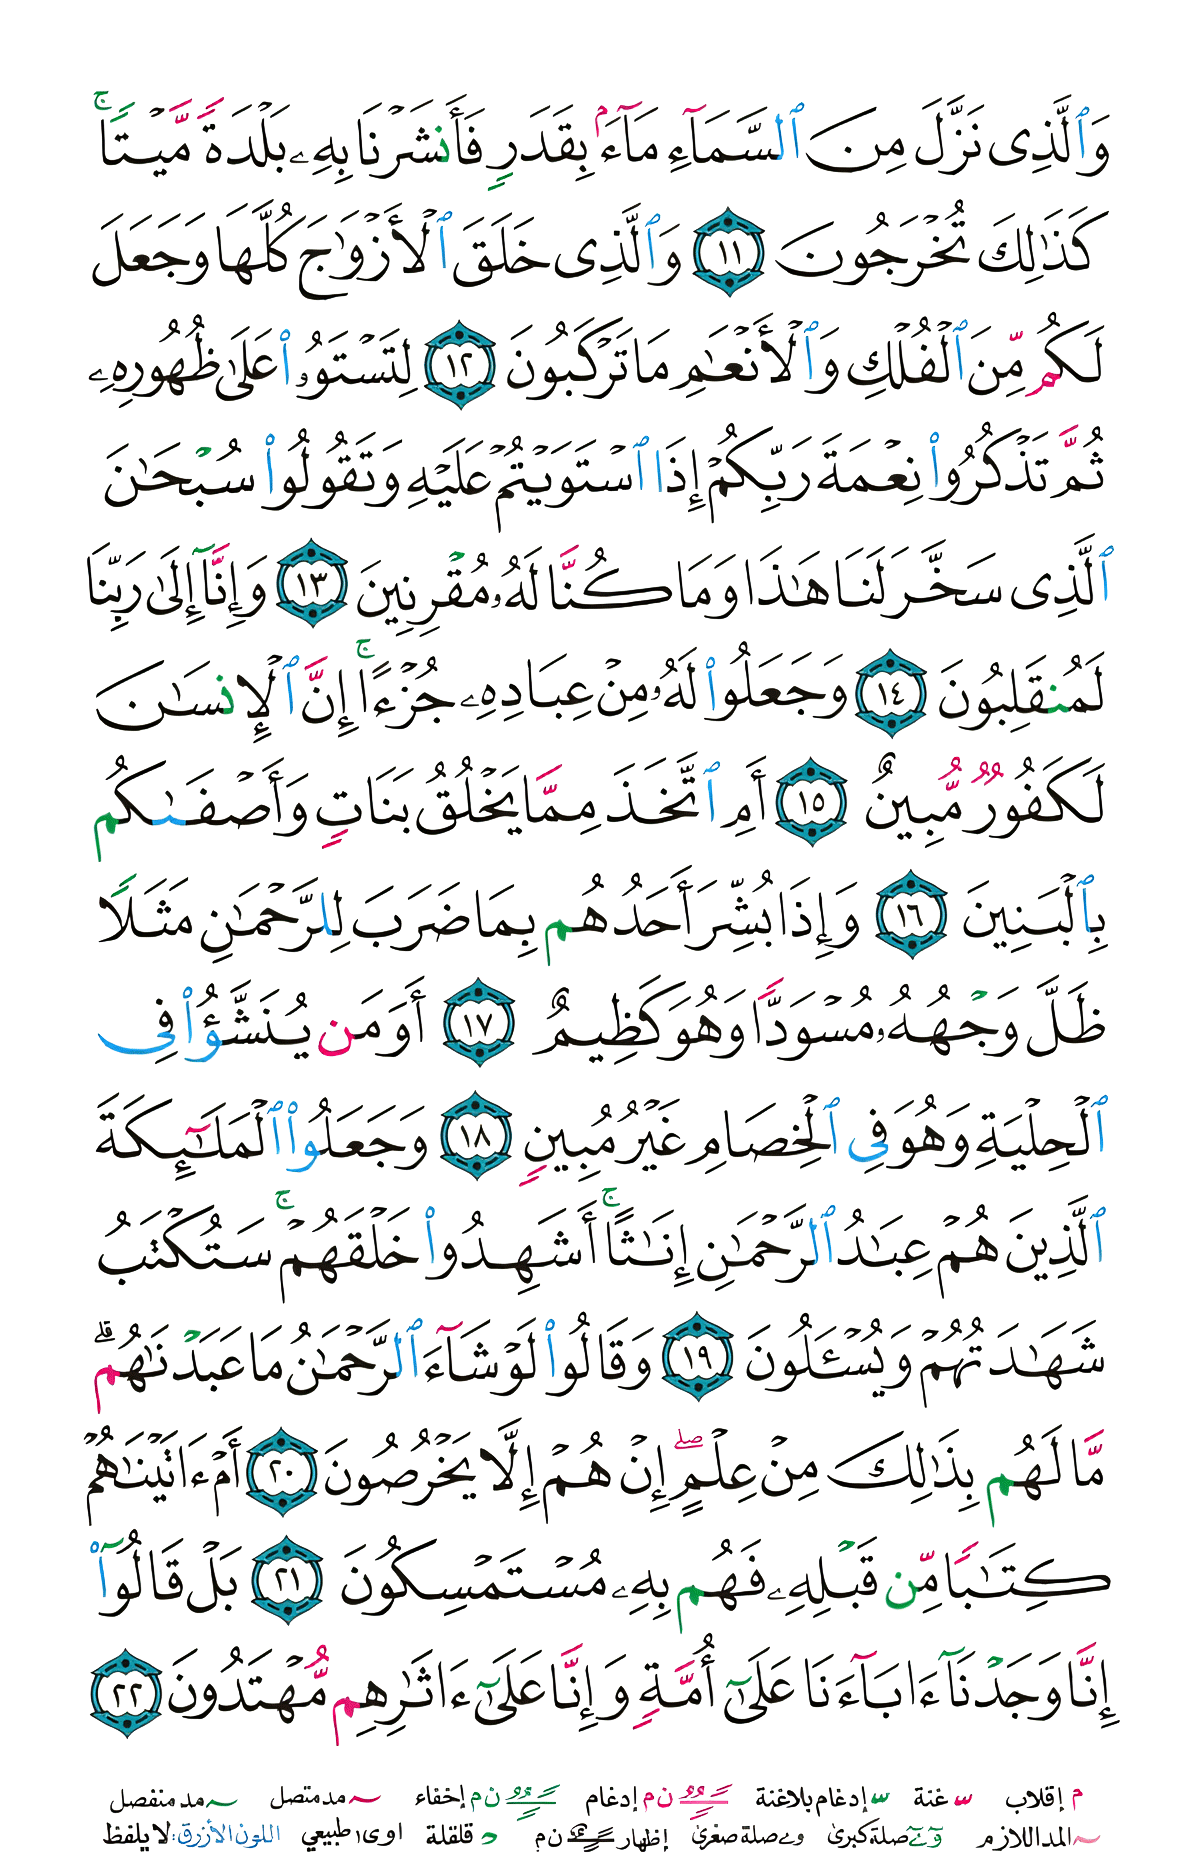 وَٱلَّذِى نَزَّلَ مِنَ ٱلسَّمَآءِ مَآءَۢ بِقَدَرٍ فَأَنشَرْنَا بِهِۦ بَلْدَةً مَّيْتًا ۚ
كَذَٰلِكَ تُخْرَجُونَ ١١ وَٱلَّذِى خَلَقَ ٱلْأَزْوَٰجَ كُلَّهَا وَجَعَلَ
لَكُم مِّنَ ٱلْفُلْكِ وَٱلْأَنْعَـٰمِ مَا تَرْكَبُونَ ١٢ لِتَسْتَوُۥا۟ عَلَىٰ ظُهُورِهِۦ
ثُمَّ تَذْكُرُوا۟ نِعْمَةَ رَبِّكُمْ إِذَا ٱسْتَوَيْتُمْ عَلَيْهِ وَتَقُولُوا۟ سُبْحَـٰنَ
ٱلَّذِى سَخَّرَ لَنَا هَـٰذَا وَمَا كُنَّا لَهُۥ مُقْرِنِينَ ١٣ وَإِنَّآ إِلَىٰ رَبِّنَا
لَمُنقَلِبُونَ ١٤ وَجَعَلُوا۟ لَهُۥ مِنْ عِبَادِهِۦ جُزْءًا ۚ إِنَّ ٱلْإِنسَـٰنَ
لَكَفُورٌ مُّبِينٌ ١٥ أَمِ ٱتَّخَذَ مِمَّا يَخْلُقُ بَنَاتٍ وَأَصْفَىٰكُم
بِٱلْبَنِينَ ١٦ وَإِذَا بُشِّرَ أَحَدُهُم بِمَا ضَرَبَ لِلرَّحْمَـٰنِ مَثَلًا
ظَلَّ وَجْهُهُۥ مُسْوَدًّا وَهُوَ كَظِيمٌ ١٧ أَوَمَن يُنَشَّؤُا۟ فِى
ٱلْحِلْيَةِ وَهُوَ فِى ٱلْخِصَامِ غَيْرُ مُبِينٍ ١٨ وَجَعَلُوا۟ ٱلْمَلَـٰٓئِكَةَ
ٱلَّذِينَ هُمْ عِبَـٰدُ ٱلرَّحْمَـٰنِ إِنَـٰثًا ۚ أَشَهِدُوا۟ خَلْقَهُمْ ۚ سَتُكْتَبُ
شَهَـٰدَتُهُمْ وَيُسْـَٔلُونَ ١٩ وَقَالُوا۟ لَوْ شَآءَ ٱلرَّحْمَـٰنُ مَا عَبَدْنَـٰهُم ۗ
مَّا لَهُم بِذَٰلِكَ مِنْ عِلْمٍ ۖ إِنْ هُمْ إِلَّا يَخْرُصُونَ ٢٠ أَمْ ءَاتَيْنَـٰهُمْ
كِتَـٰبًا مِّن قَبْلِهِۦ فَهُم بِهِۦ مُسْتَمْسِكُونَ ٢١ بَلْ قَالُوٓا۟
إِنَّا وَجَدْنَآ ءَابَآءَنَا عَلَىٰٓ أُمَّةٍ وَإِنَّا عَلَىٰٓ ءَاثَـٰرِهِم مُّهْتَدُونَ ٢٢
م إقلاب غنة إدغام بلاغنة ن م إدغام ن م إخفاء مد متصل مد منفصل
المد اللازم صلة كبرى و ے صلة صغرى إظهار ن م قلقلة ا و ى طبيعي اللون الأزرق: لا يلفظ